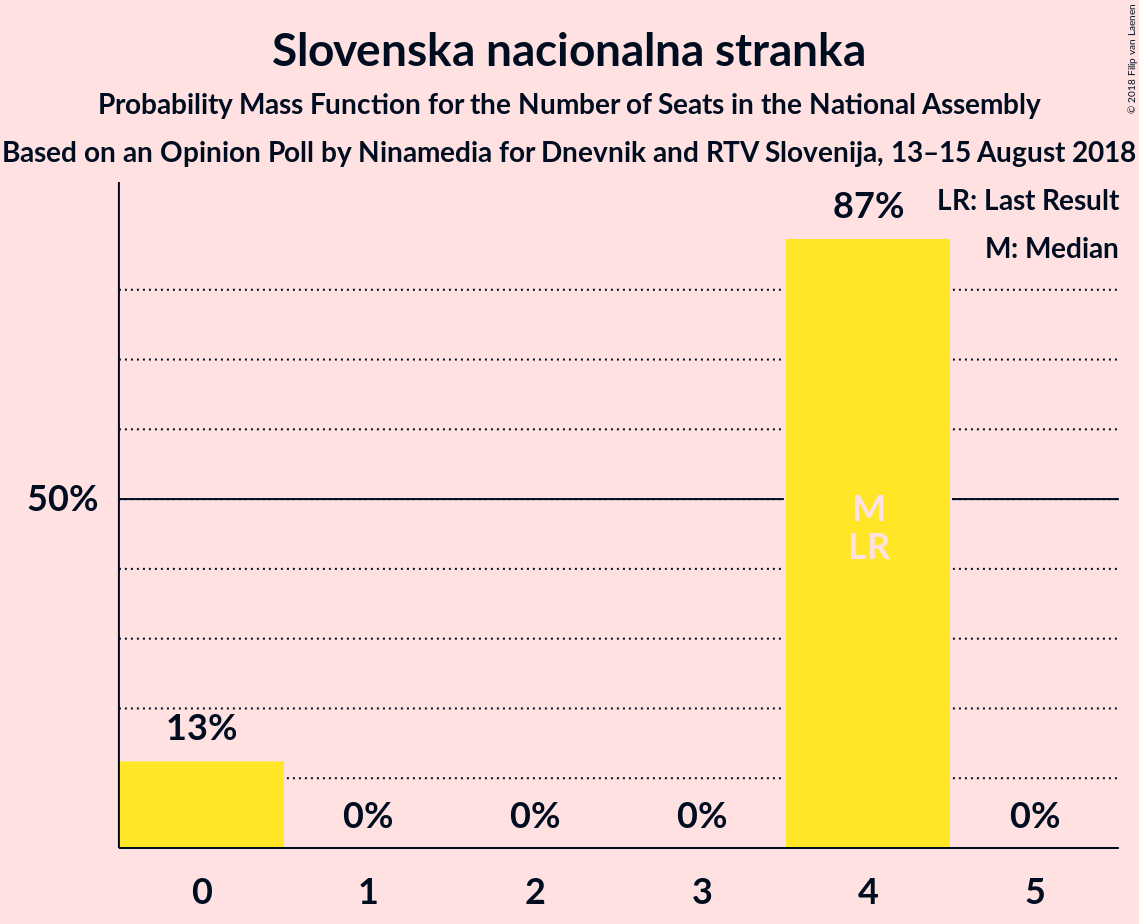 Slovenska nacionalna stranka
Probability Mass Function for the Number of Seats in the National Assembly
Based on an Opinion Poll by Ninamedia for Dnevnik and RTV Slovenija, 13–15 August 2018
© 2018 Filip van Laenen
LR: Last Result
M: Median
87%
50%
M
LR
13%
0%
0%
0%
0%
0 1 2 3 4 5